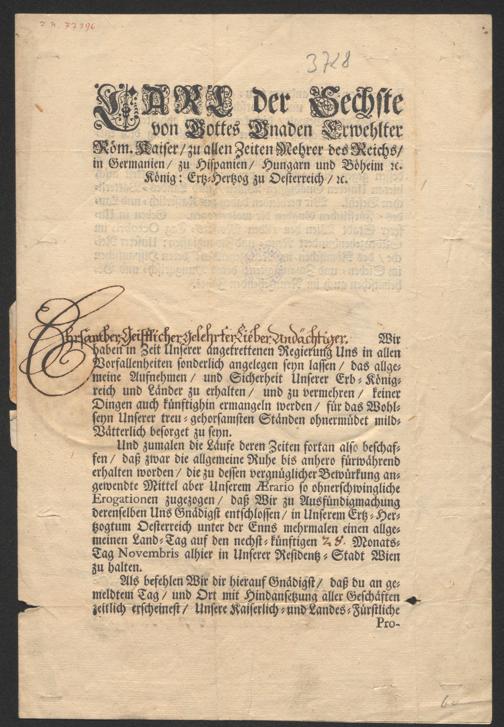 3728
CARL der Sechste
von Gottes Gnaden Erwehlter
Röm. Kaiser / zu allen Zeiten Mehrer des Reichs /
in Germanien / zu Hispanien / Hungarn und Böheim ꝛc.
König: Ertz-Hertzog zu Oesterreich / ꝛc.
Ehrsamber Geistlicher Gelehrter Lieber Andächtiger. Wir
haben in Zeit Unserer angetrettenen Regierung Uns in allen
Vorfallenheiten sonderlich angelegen seyn lassen / das allge-
meine Aufnehmen / und Sicherheit Unserer Erb-König-
reich und Länder zu erhalten / und zu vermehren / keiner
Dingen auch künftighin ermangeln werden / für das Wohl-
seyn Unserer treu-gehorsamsten Ständen ohnermüdet mild-
Vätterlich besorget zu seyn.
Und zumalen die Läufe deren Zeiten fortan also beschaf-
fen / daß zwar die allgemeine Ruhe bis anhero fürwährend
erhalten worden / die zu dessen vergnüglicher Bewürkung an-
gewendte Mittel aber Unserem Ærario so ohnerschwingliche
Erogationen zugezogen / daß Wir zu Ausfündigmachung
derenselben Uns Gnädigst entschlossen / in Unserem Ertz-Her-
zogtum Oesterreich unter der Enns mehrmalen einen allge-
meinen Land-Tag auf den nechst-künftigen 28. Monats-
Tag Novembris alhier in Unserer Residentz-Stadt Wien
zu halten.
Als befehlen Wir dir hierauf Gnädigst / daß du an ge-
meldtem Tag / und Ort mit Hindansetzung aller Geschäften
zeitlich erscheinest / Unsere Kaiserlich-und Landes-Fürstliche
Pro-